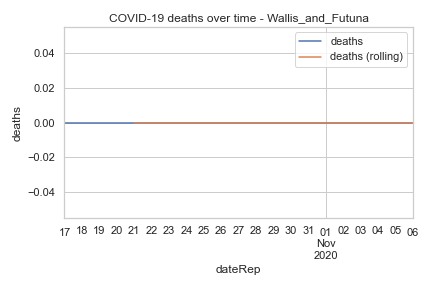 COVID-19 deaths over time - Wallis_and_Futuna
deaths
deaths (rolling)
0.04
0.02
0.00
−0.02
−0.04
deaths
17 18 19 20 21 22 23 24 25 26 27 28 29 30 31 01 02 03 04 05 06
Nov
2020
dateRep